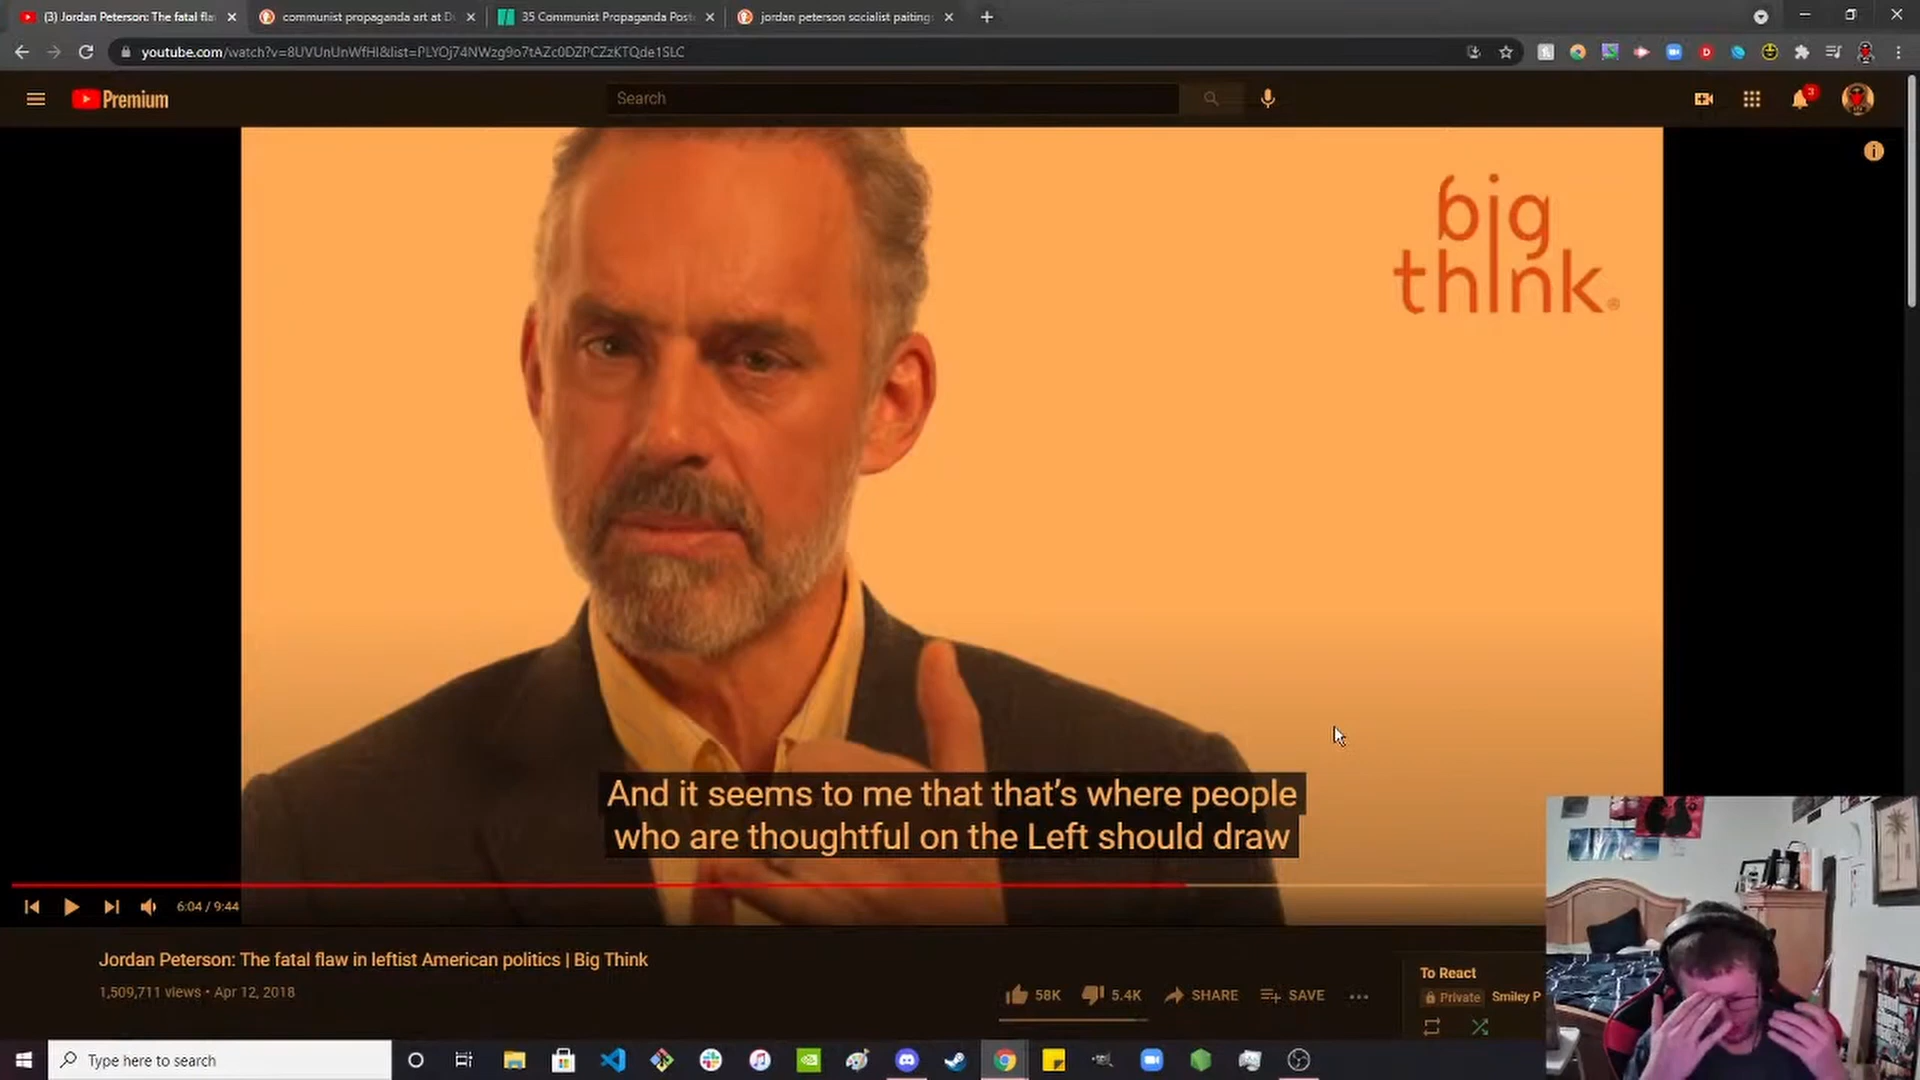 (3) Jordan Peterson: The fatal fla
communist propaganda art at D
35 Communist Propaganda Post
jordan peterson socialist paiting
youtube.com/watch?v=8UVUnUnWfHI&list=PLYOj74NWzg9o7tAZc0DZPCZzKTQde1SLC
Premium
Search
3
big
think
And it seems to me that that's where people
who are thoughtful on the Left should draw
6:04 / 9:44
Jordan Peterson: The fatal flaw in leftist American politics | Big Think
1,509,711 views • Apr 12, 2018
58K
5.4K
SHARE
SAVE
To React
Private
Smiley P
Type here to search